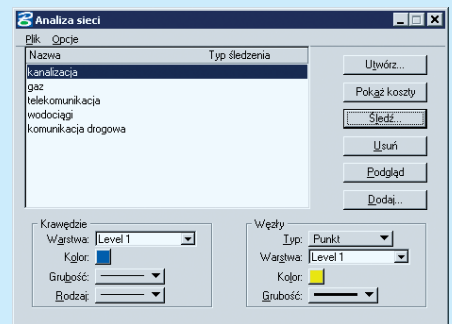 Analiza sieci
Plik Opcje
Nazwa Typ śledzenia
kanalizacja
gaz
telekomunikacja
wodociągi
komunikacja drogowa
Utwórz...
Pokaż koszty
Śledź...
Usuń
Podgląd
Dodaj...
Krawędzie
Warstwa: Level 1
Kolor:
Grubość:
Rodzaj:
Węzły
Typ: Punkt
Warstwa: Level 1
Kolor:
Grubość: